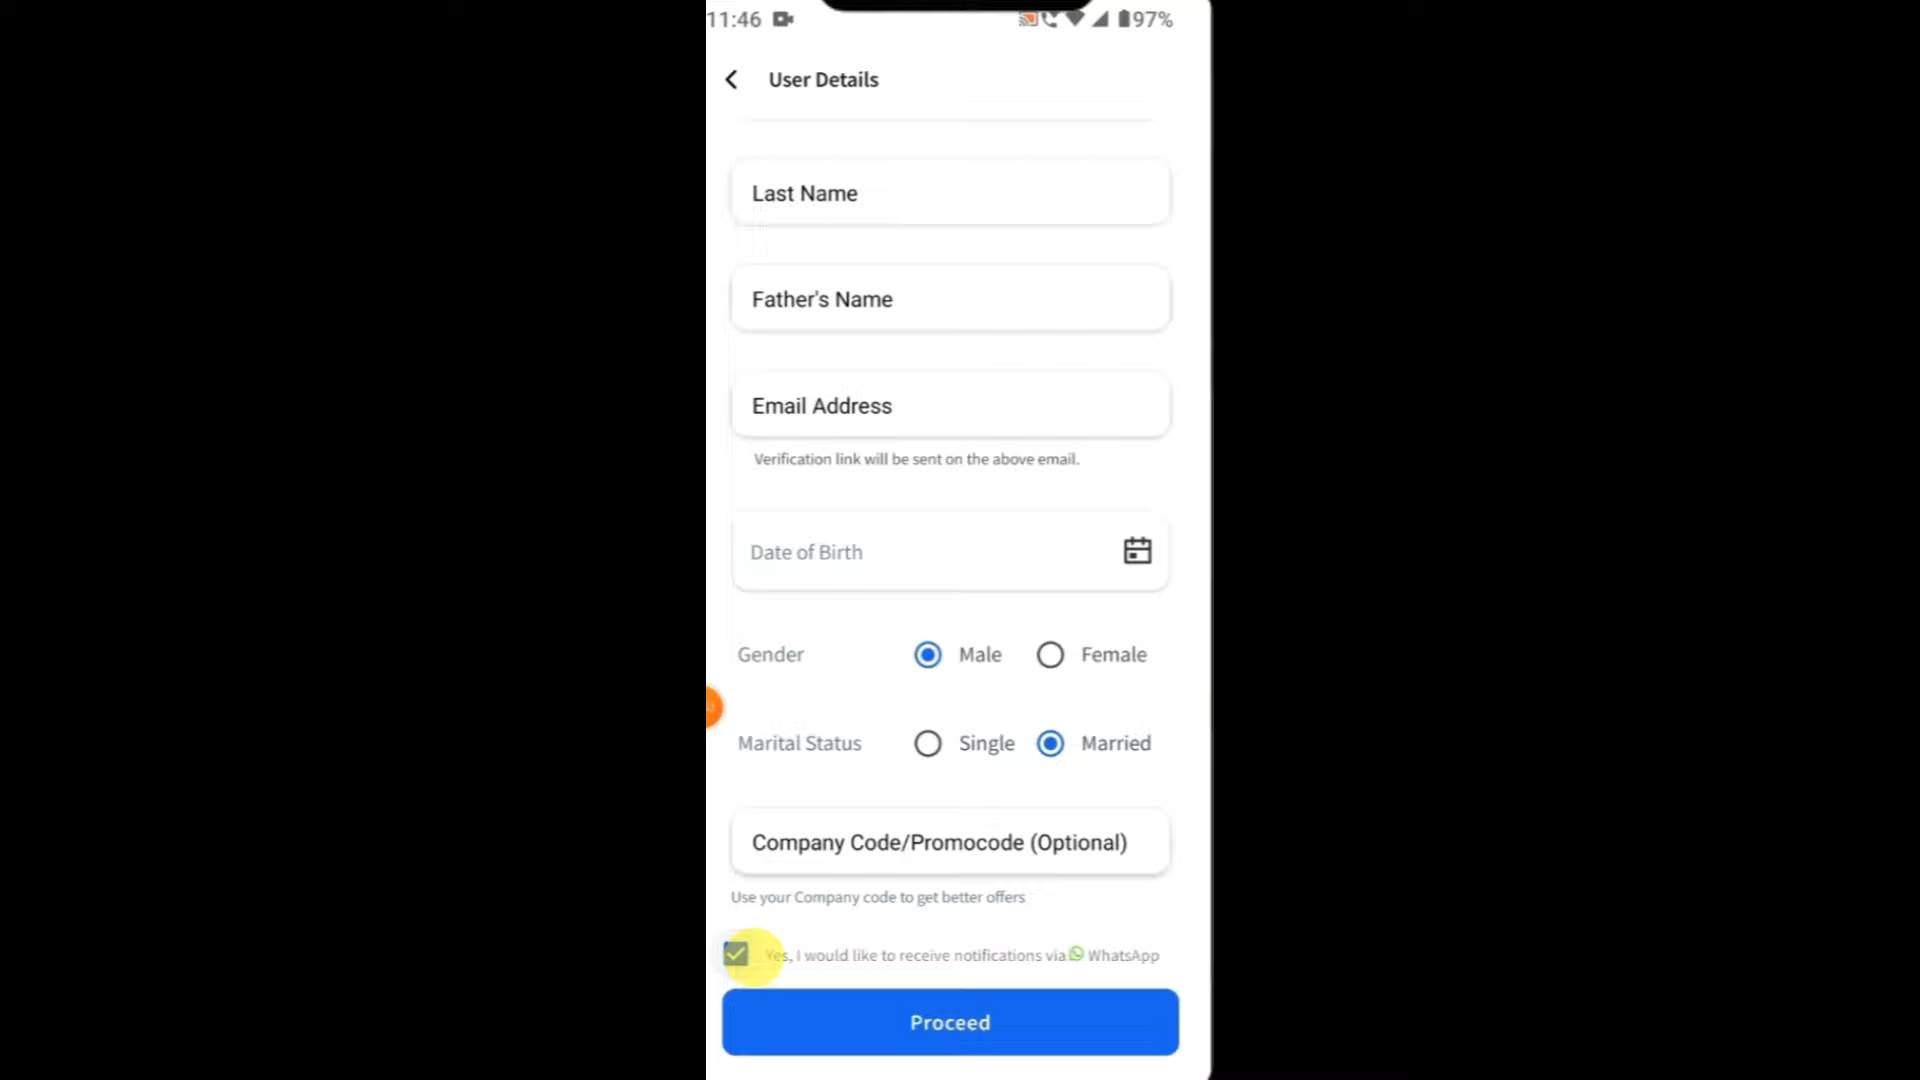 11:46 97%
User Details
Last Name
Father's Name
Email Address
Verification link will be sent on the above email.
Date of Birth
Gender Male Female
Marital Status Single Married
Company Code/Promocode (Optional)
Use your Company code to get better offers
Yes, I would like to receive notifications via WhatsApp
Proceed